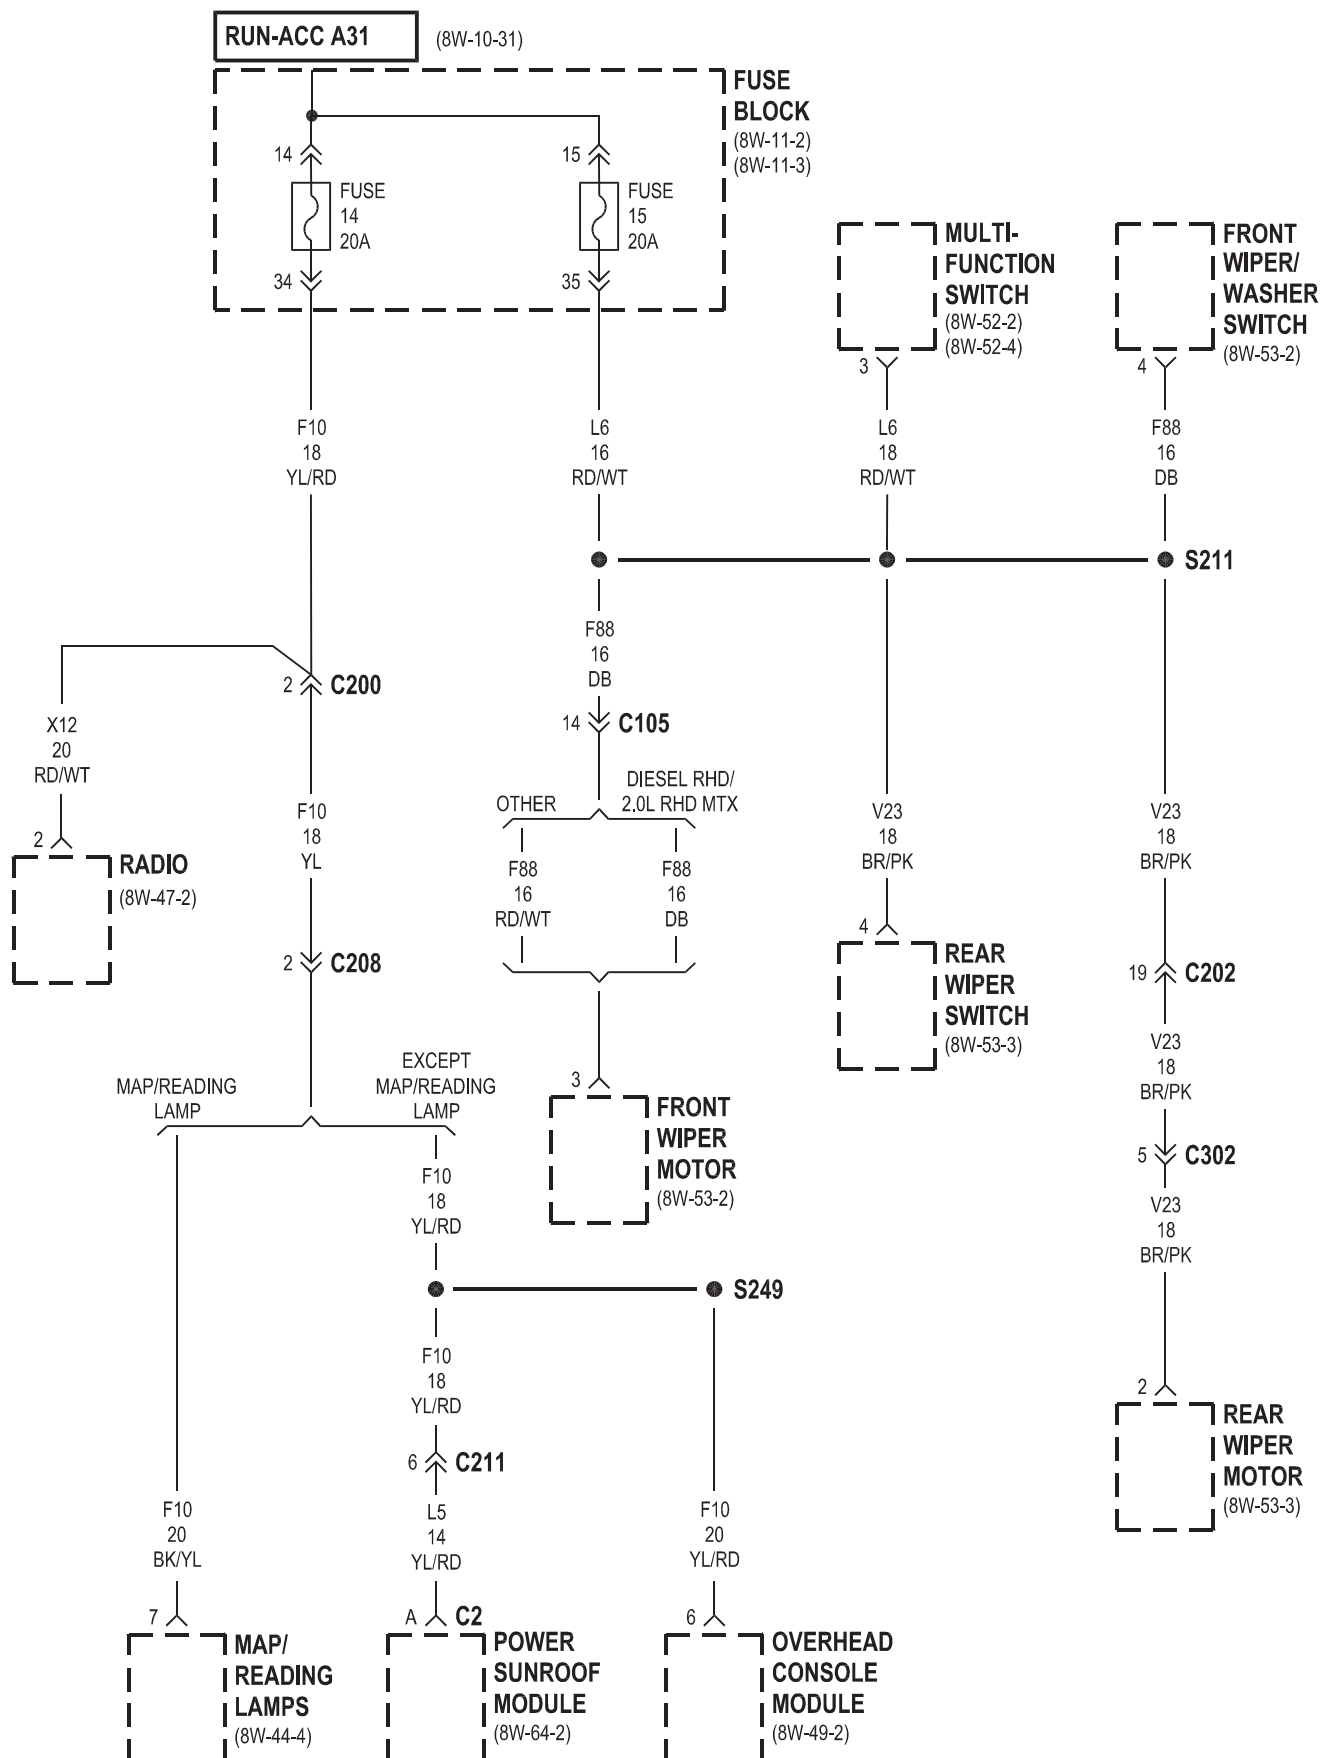 RUN-ACC A31
(8W-10-31)
FUSE
BLOCK
(8W-11-2)
(8W-11-3)
14
15
FUSE
14
20A
FUSE
15
20A
34
35
MULTI-
FUNCTION
SWITCH
(8W-52-2)
(8W-52-4)
FRONT
WIPER/
WASHER
SWITCH
(8W-53-2)
3
4
F10
18
YL/RD
L6
16
RD/WT
L6
18
RD/WT
F88
16
DB
S211
F88
16
DB
2
C200
14
C105
X12
20
RD/WT
2
RADIO
(8W-47-2)
F10
18
YL
OTHER
DIESEL RHD/
2.0L RHD MTX
F88
16
RD/WT
F88
16
DB
V23
18
BR/PK
V23
18
BR/PK
4
REAR
WIPER
SWITCH
(8W-53-3)
2
C208
19
C202
V23
18
BR/PK
MAP/READING
LAMP
EXCEPT
MAP/READING
LAMP
3
FRONT
WIPER
MOTOR
(8W-53-2)
5
C302
F10
18
YL/RD
V23
18
BR/PK
S249
F10
18
YL/RD
2
REAR
WIPER
MOTOR
(8W-53-3)
6
C211
F10
20
BK/YL
L5
14
YL/RD
F10
20
YL/RD
7
A
C2
6
MAP/
READING
LAMPS
(8W-44-4)
POWER
SUNROOF
MODULE
(8W-64-2)
OVERHEAD
CONSOLE
MODULE
(8W-49-2)